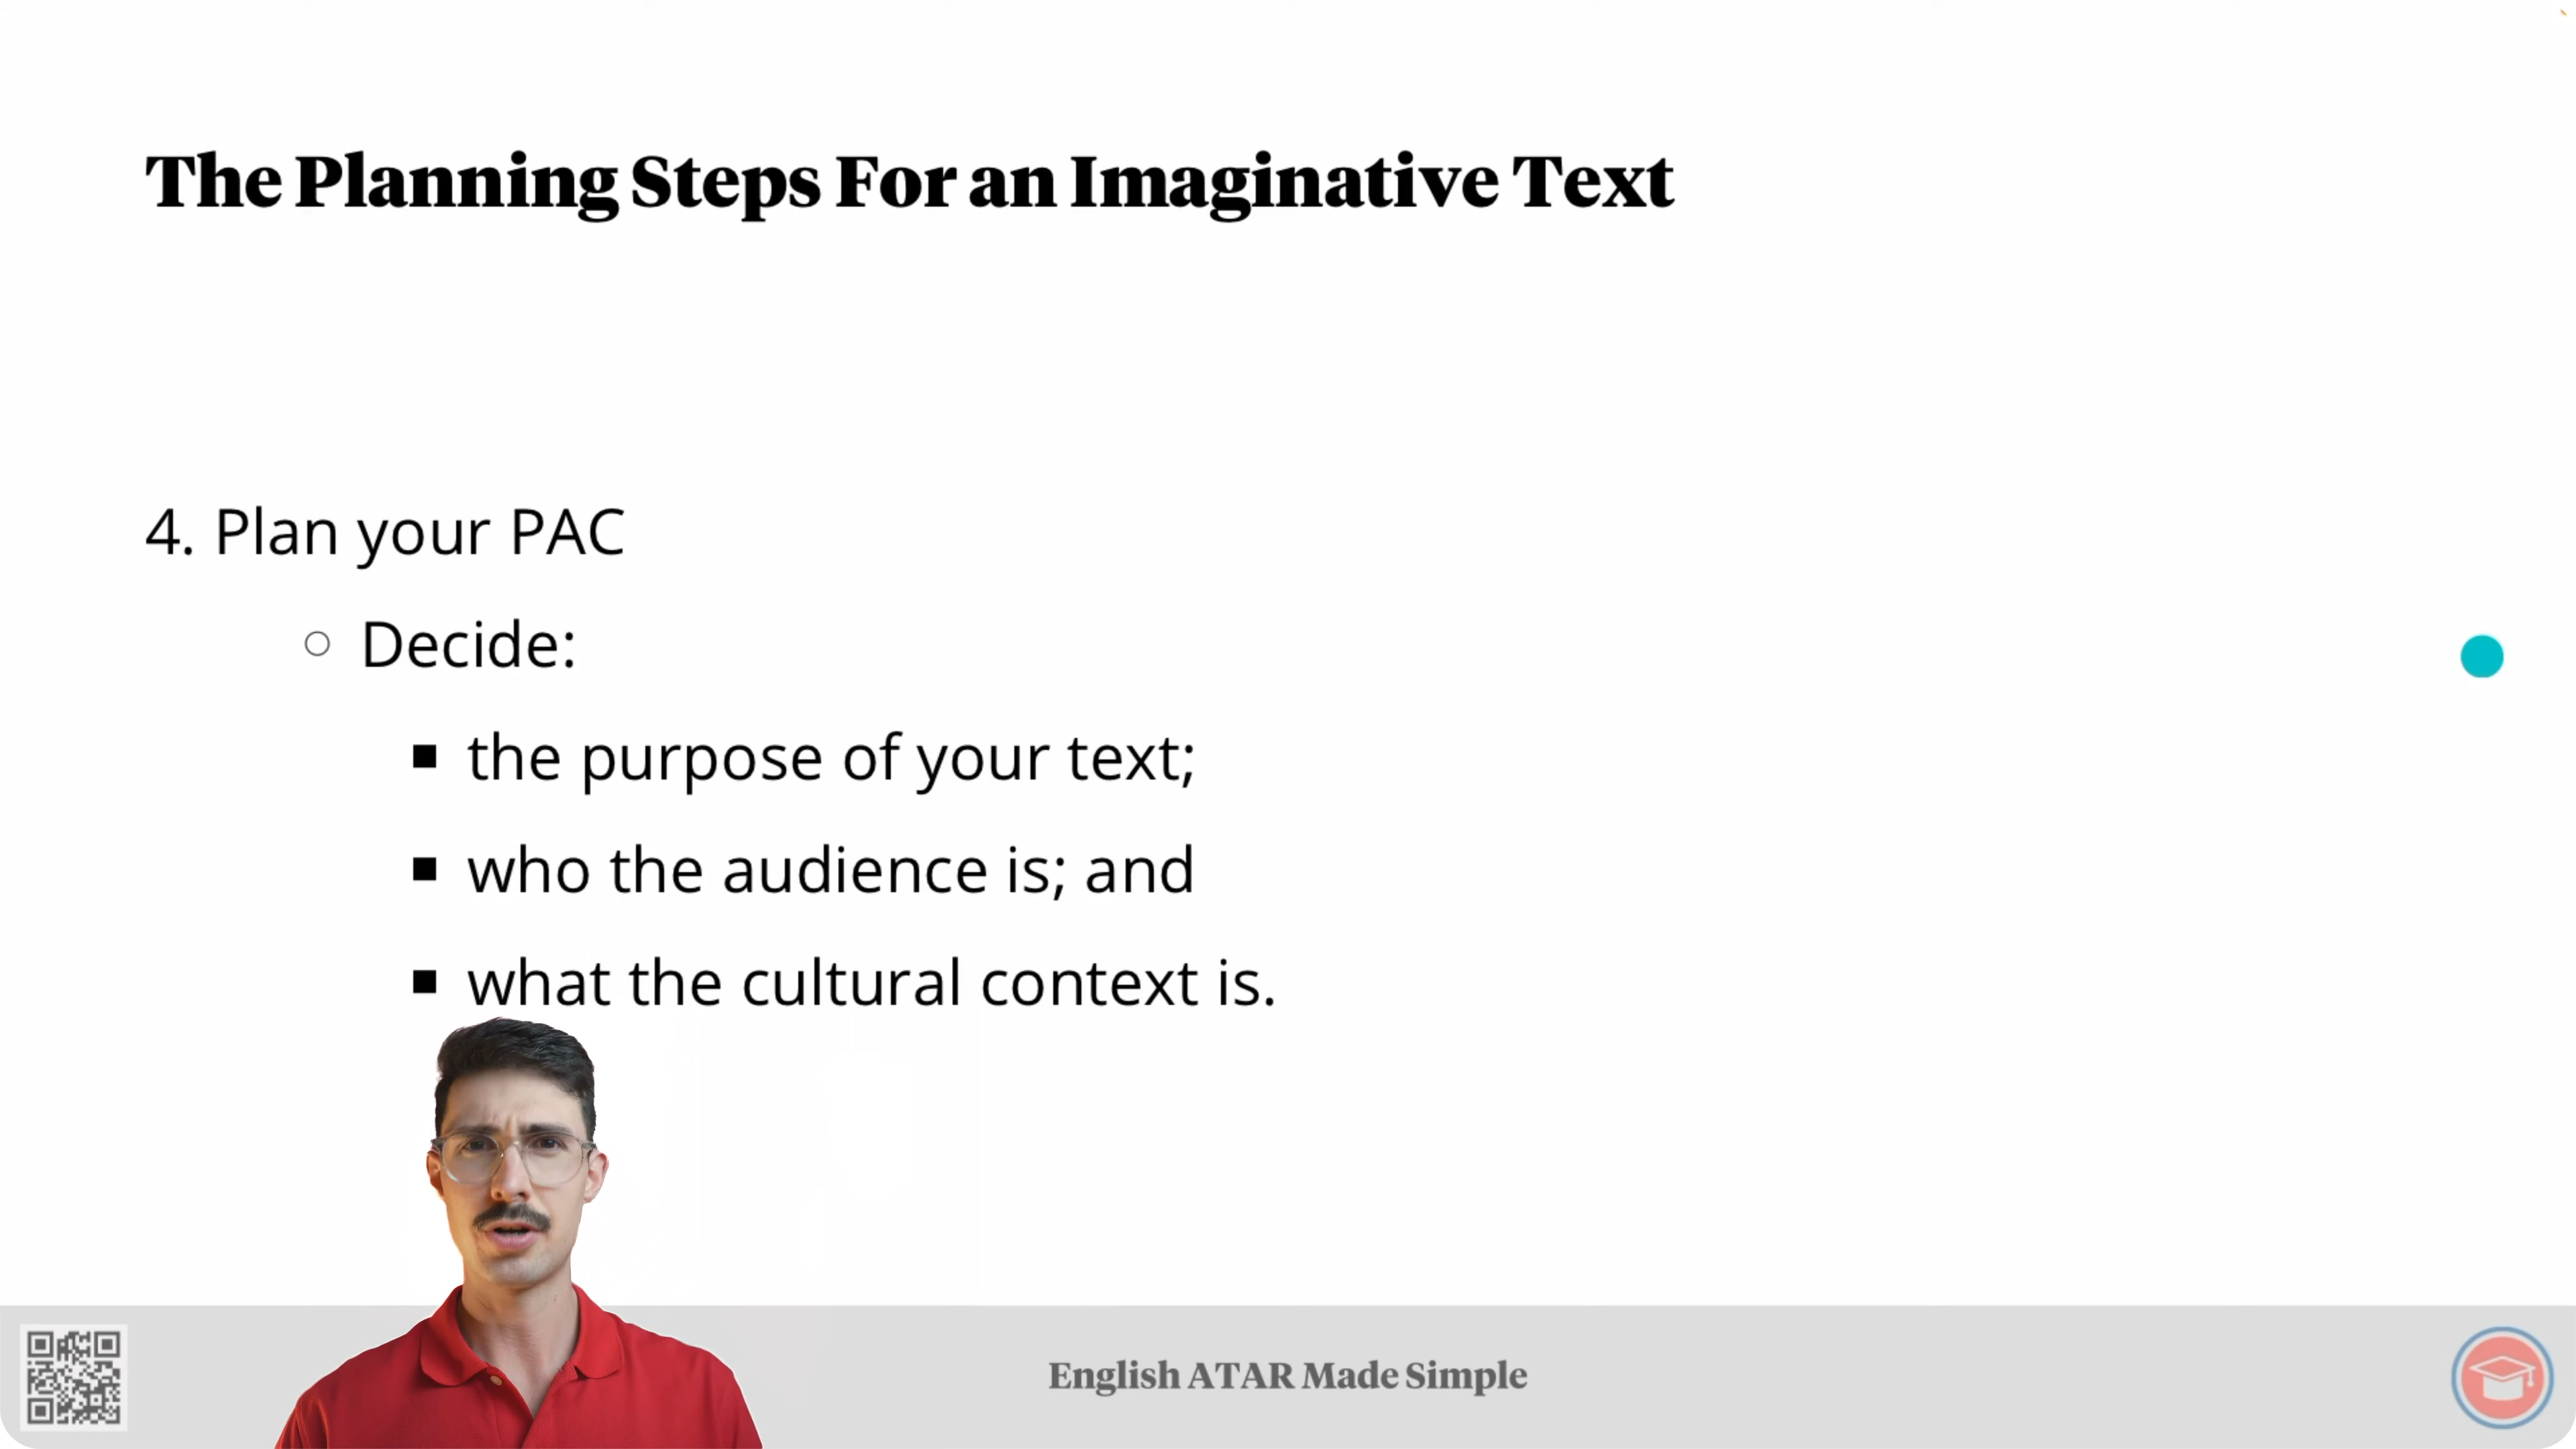 The Planning Steps For an Imaginative Text
4. Plan your PAC
Decide:
the purpose of your text;
who the audience is; and
what the cultural context is.
English ATAR Made Simple